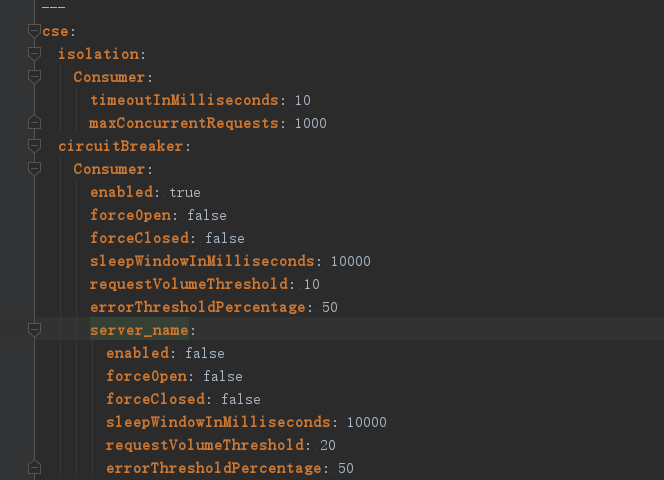 ---
cse:
  isolation:
    Consumer:
      timeoutInMilliseconds: 10
      maxConcurrentRequests: 1000
  circuitBreaker:
    Consumer:
      enabled: true
      forceOpen: false
      forceClosed: false
      sleepWindowInMilliseconds: 10000
      requestVolumeThreshold: 10
      errorThresholdPercentage: 50
      server_name:
        enabled: false
        forceOpen: false
        forceClosed: false
        sleepWindowInMilliseconds: 10000
        requestVolumeThreshold: 20
        errorThresholdPercentage: 50